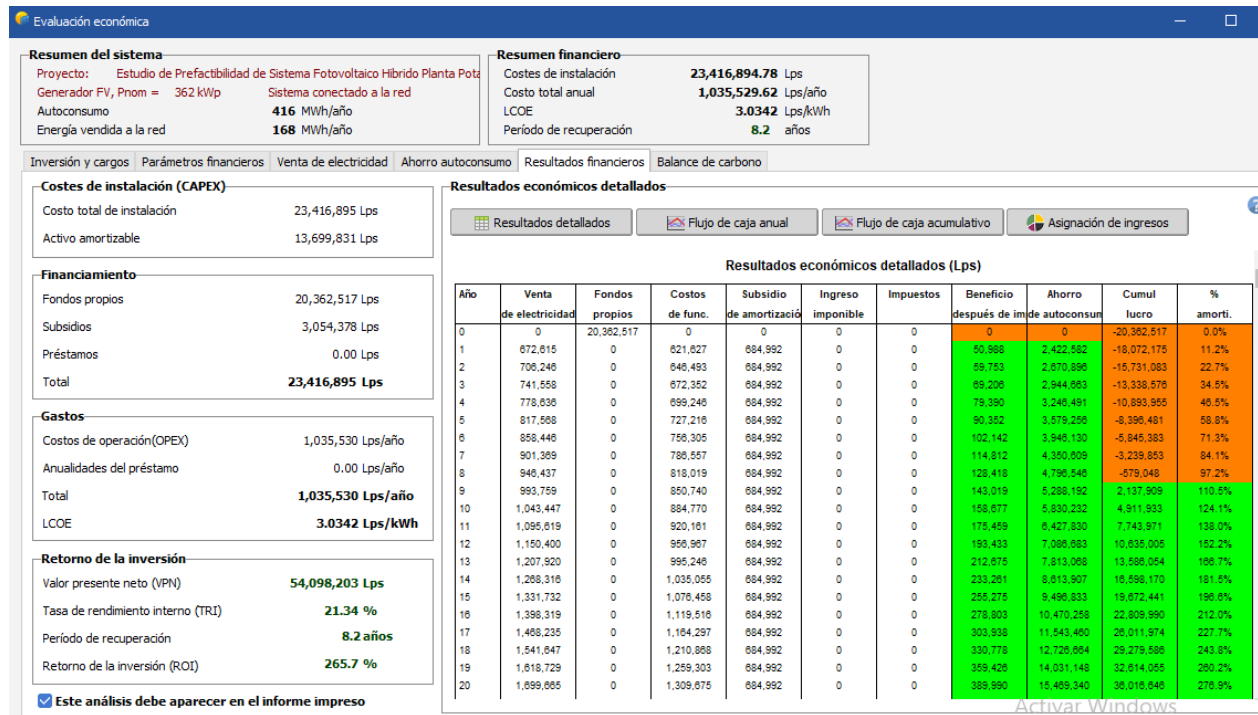 Evaluación económica
Resumen del sistema
Proyecto: Estudio de Prefactibilidad de Sistema Fotovoltaico Hibrido Planta Pota
Generador FV, Pnom = 362 kWp Sistema conectado a la red
Autoconsumo 416 MWh/año
Energía vendida a la red 168 MWh/año
Resumen financiero
Costes de instalación 23,416,894.78 Lps
Costo total anual 1,035,529.62 Lps/año
LCOE 3.0342 Lps/kWh
Período de recuperación 8.2 años
Inversión y cargos Parámetros financieros Venta de electricidad Ahorro autoconsumo Resultados financieros Balance de carbono
Costes de instalación (CAPEX)
Costo total de instalación 23,416,895 Lps
Activo amortizable 13,699,831 Lps
Financiamiento
Fondos propios 20,362,517 Lps
Subsidios 3,054,378 Lps
Préstamos 0.00 Lps
Total 23,416,895 Lps
Gastos
Costos de operación(OPEX) 1,035,530 Lps/año
Anualidades del préstamo 0.00 Lps/año
Total 1,035,530 Lps/año
LCOE 3.0342 Lps/kWh
Retorno de la inversión
Valor presente neto (VPN) 54,098,203 Lps
Tasa de rendimiento interno (TRI) 21.34 %
Período de recuperación 8.2 años
Retorno de la inversión (ROI) 265.7 %
Este análisis debe aparecer en el informe impreso
Resultados económicos detallados
Resultados detallados Flujo de caja anual Flujo de caja acumulativo Asignación de ingresos
Resultados económicos detallados (Lps)
Año Venta Fondos Costos Subsidio Ingreso Impuestos Beneficio Ahorro Cumul %
de electricidad propios de func. de amortizació imponible después de im de autoconsun lucro amorti.
0 0 20,362,517 0 0 0 0 0 0 -20,362,517 0.0%
1 672,615 0 621,627 684,992 0 0 50,988 2,422,582 -18,072,175 11.2%
2 706,246 0 646,493 684,992 0 0 59,753 2,670,896 -15,731,083 22.7%
3 741,558 0 672,352 684,992 0 0 69,206 2,944,663 -13,338,576 34.5%
4 778,636 0 699,246 684,992 0 0 79,390 3,246,491 -10,893,955 46.5%
5 817,568 0 727,216 684,992 0 0 90,352 3,579,256 -8,396,481 58.8%
6 858,446 0 756,305 684,992 0 0 102,142 3,946,130 -5,845,383 71.3%
7 901,369 0 786,557 684,992 0 0 114,812 4,350,609 -3,239,853 84.1%
8 946,437 0 818,019 684,992 0 0 128,418 4,796,546 -579,048 97.2%
9 993,759 0 850,740 684,992 0 0 143,019 5,288,192 2,137,909 110.5%
10 1,043,447 0 884,770 684,992 0 0 158,677 5,830,232 4,911,933 124.1%
11 1,095,619 0 920,161 684,992 0 0 175,459 6,427,830 7,743,971 138.0%
12 1,150,400 0 956,967 684,992 0 0 193,433 7,086,683 10,635,005 152.2%
13 1,207,920 0 995,246 684,992 0 0 212,675 7,813,068 13,586,054 166.7%
14 1,268,316 0 1,035,055 684,992 0 0 233,261 8,613,907 16,598,170 181.5%
15 1,331,732 0 1,076,458 684,992 0 0 255,275 9,496,833 19,672,441 196.6%
16 1,398,319 0 1,119,516 684,992 0 0 278,803 10,470,258 22,809,990 212.0%
17 1,468,235 0 1,164,297 684,992 0 0 303,938 11,543,460 26,011,974 227.7%
18 1,541,647 0 1,210,868 684,992 0 0 330,778 12,726,664 29,279,586 243.8%
19 1,618,729 0 1,259,303 684,992 0 0 359,426 14,031,148 32,614,055 260.2%
20 1,699,665 0 1,309,675 684,992 0 0 389,990 15,469,340 36,016,646 276.9%
Activar Windows